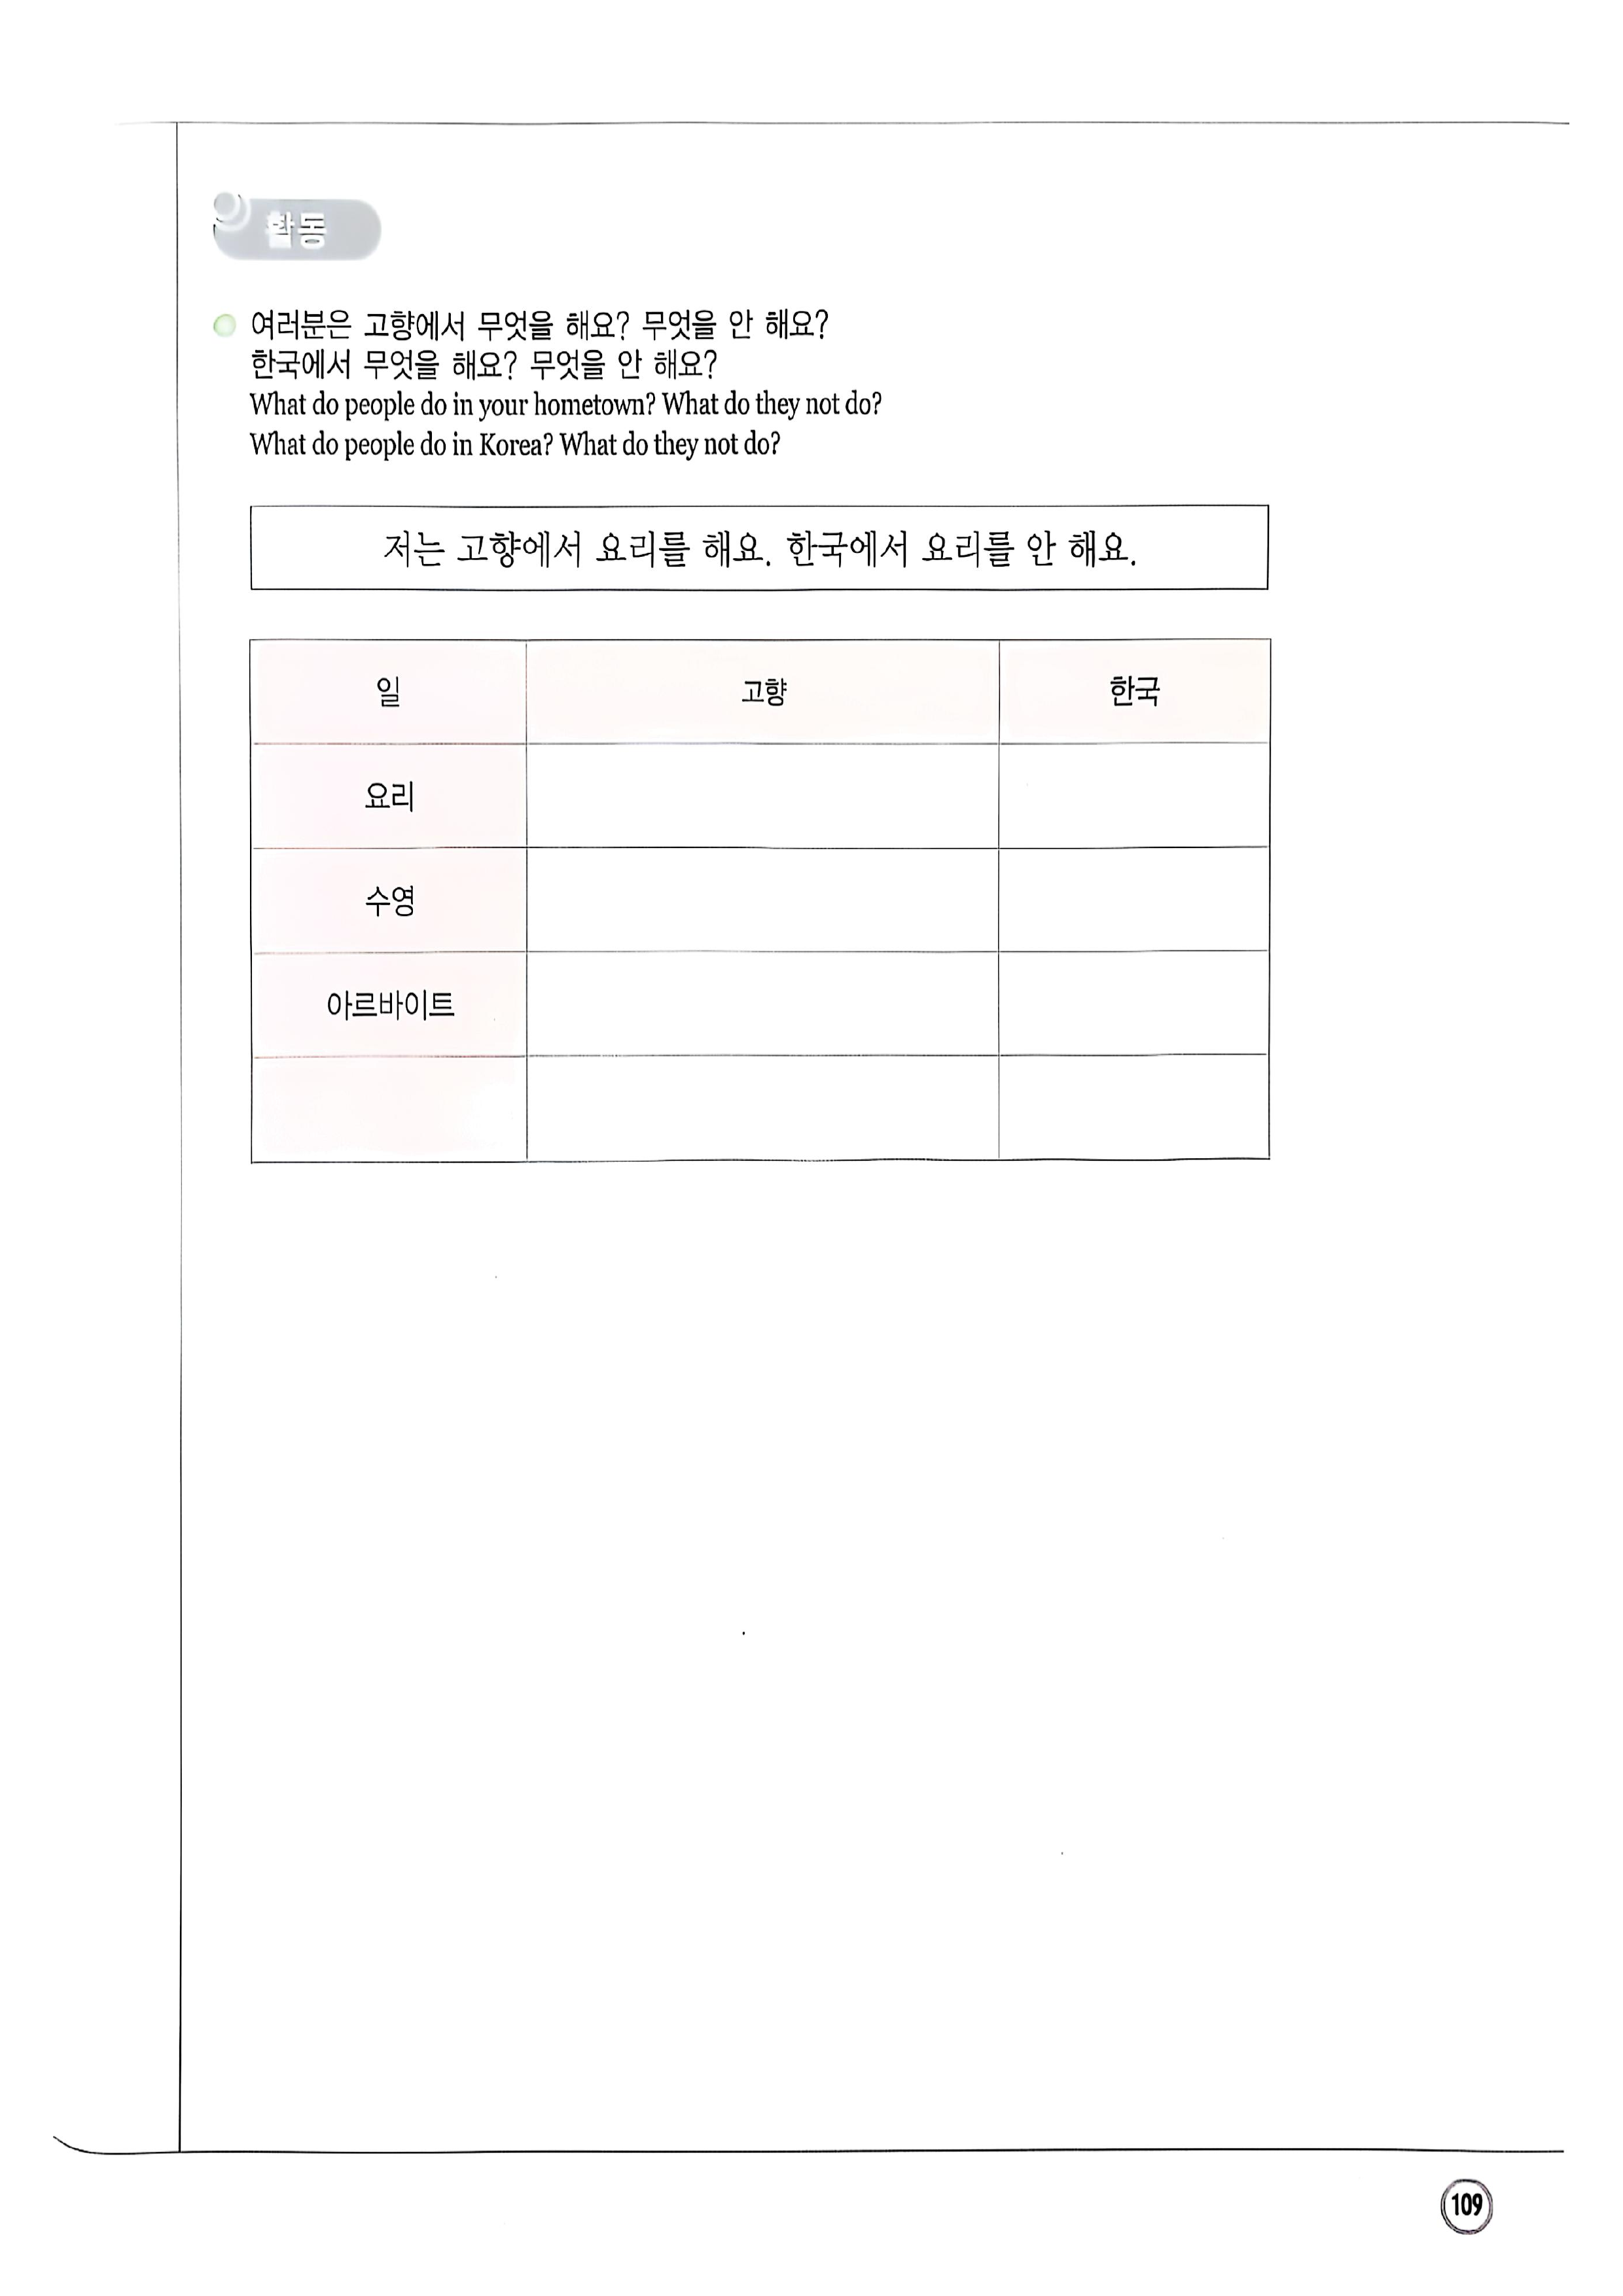 활동
여러분은 고향에서 무엇을 해요? 무엇을 안 해요?
한국에서 무엇을 해요? 무엇을 안 해요?
What do people do in your hometown? What do they not do?
What do people do in Korea? What do they not do?
저는 고향에서 요리를 해요. 한국에서 요리를 안 해요.
일 고향 한국
요리
수영
아르바이트
109